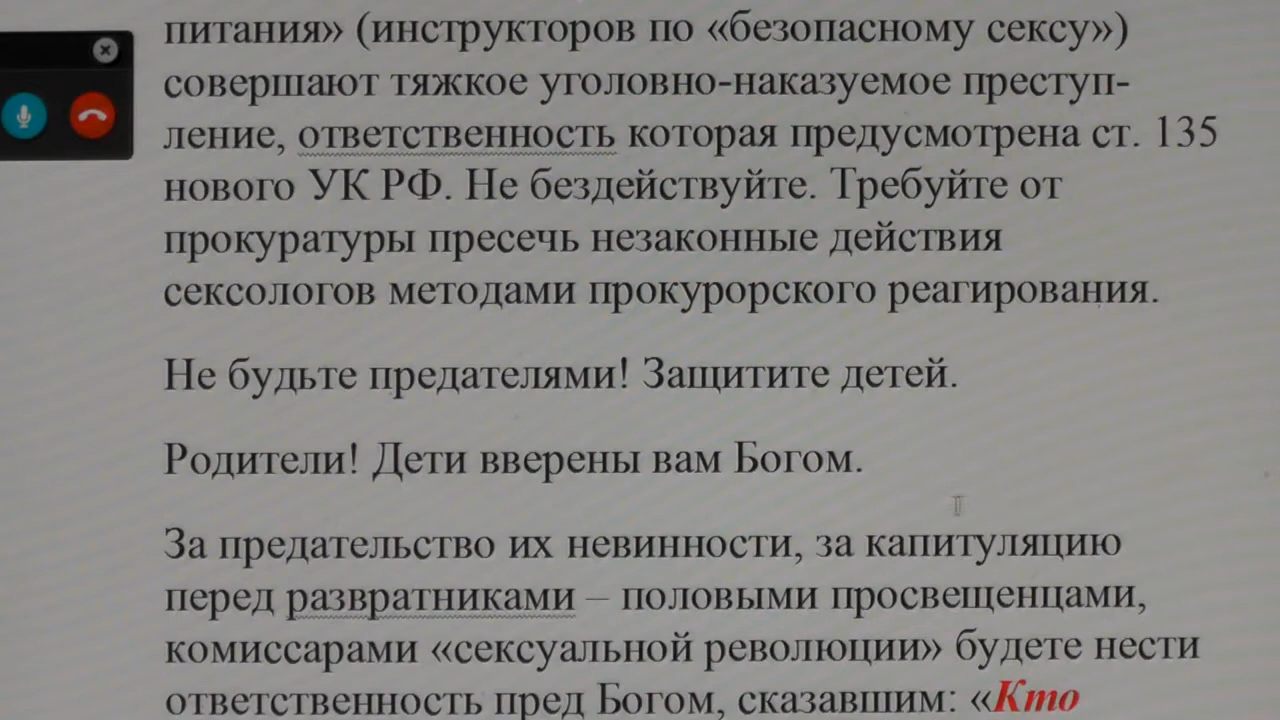 питания» (инструкторов по «безопасному сексу»)
совершают тяжкое уголовно-наказуемое преступ-
ление, ответственность которая предусмотрена ст. 135
нового УК РФ. Не бездействуйте. Требуйте от
прокуратуры пресечь незаконные действия
сексологов методами прокурорского реагирования.
Не будьте предателями! Защитите детей.
Родители! Дети вверены вам Богом.
За предательство их невинности, за капитуляцию
перед развратниками – половыми просвещенцами,
комиссарами «сексуальной революции» будете нести
ответственность пред Богом, сказавшим: «Кто